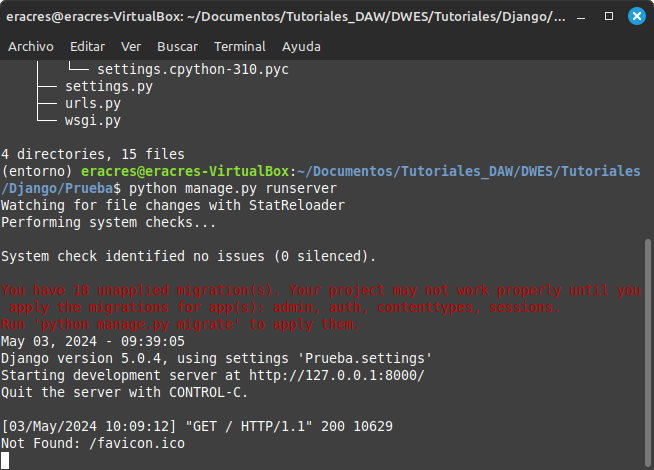 eracres@eracres-VirtualBox: ~/Documentos/Tutoriales_DAW/DWES/Tutoriales/Django/...
Archivo Editar Ver Buscar Terminal Ayuda
│   │   └── settings.cpython-310.pyc
├── settings.py
├── urls.py
└── wsgi.py
4 directories, 15 files
(entorno) eracres@eracres-VirtualBox:~/Documentos/Tutoriales_DAW/DWES/Tutoriales
/Django/Prueba$ python manage.py runserver
Watching for file changes with StatReloader
Performing system checks...
System check identified no issues (0 silenced).
You have 18 unapplied migration(s). Your project may not work properly until you
apply the migrations for app(s): admin, auth, contenttypes, sessions.
Run 'python manage.py migrate' to apply them.
May 03, 2024 - 09:39:05
Django version 5.0.4, using settings 'Prueba.settings'
Starting development server at http://127.0.0.1:8000/
Quit the server with CONTROL-C.
[03/May/2024 10:09:12] "GET / HTTP/1.1" 200 10629
Not Found: /favicon.ico